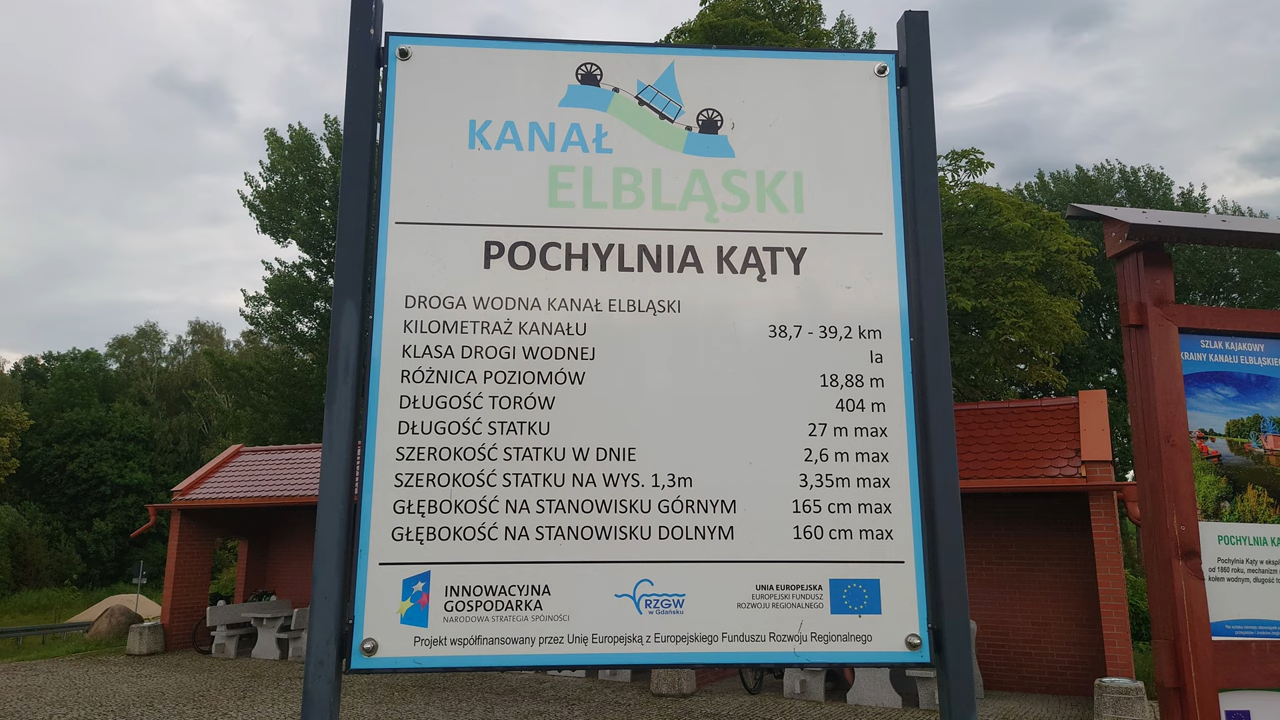 KANAŁ
ELBLĄSKI
POCHYLNIA KĄTY
DROGA WODNA KANAŁ ELBLĄSKI
KILOMETRAŻ KANAŁU 38,7 - 39,2 km
KLASA DROGI WODNEJ Ia
RÓŻNICA POZIOMÓW 18,88 m
DŁUGOŚĆ TORÓW 404 m
DŁUGOŚĆ STATKU 27 m max
SZEROKOŚĆ STATKU W DNIE 2,6 m max
SZEROKOŚĆ STATKU NA WYS. 1,3m 3,35m max
GŁĘBOKOŚĆ NA STANOWISKU GÓRNYM 165 cm max
GŁĘBOKOŚĆ NA STANOWISKU DOLNYM 160 cm max
INNOWACYJNA
GOSPODARKA
NARODOWA STRATEGIA SPÓJNOŚCI
RZGW
w Gdańsku
UNIA EUROPEJSKA
EUROPEJSKI FUNDUSZ
ROZWOJU REGIONALNEGO
Projekt współfinansowany przez Unię Europejską z Europejskiego Funduszu Rozwoju Regionalnego
SZLAK KAJAKOWY
KRAINY KANAŁU ELBLĄSKIE
POCHYLNIA KĄ
Pochylnia Kąty w eksp
od 1860 roku, mechanizm
kołem wodnym, długość to